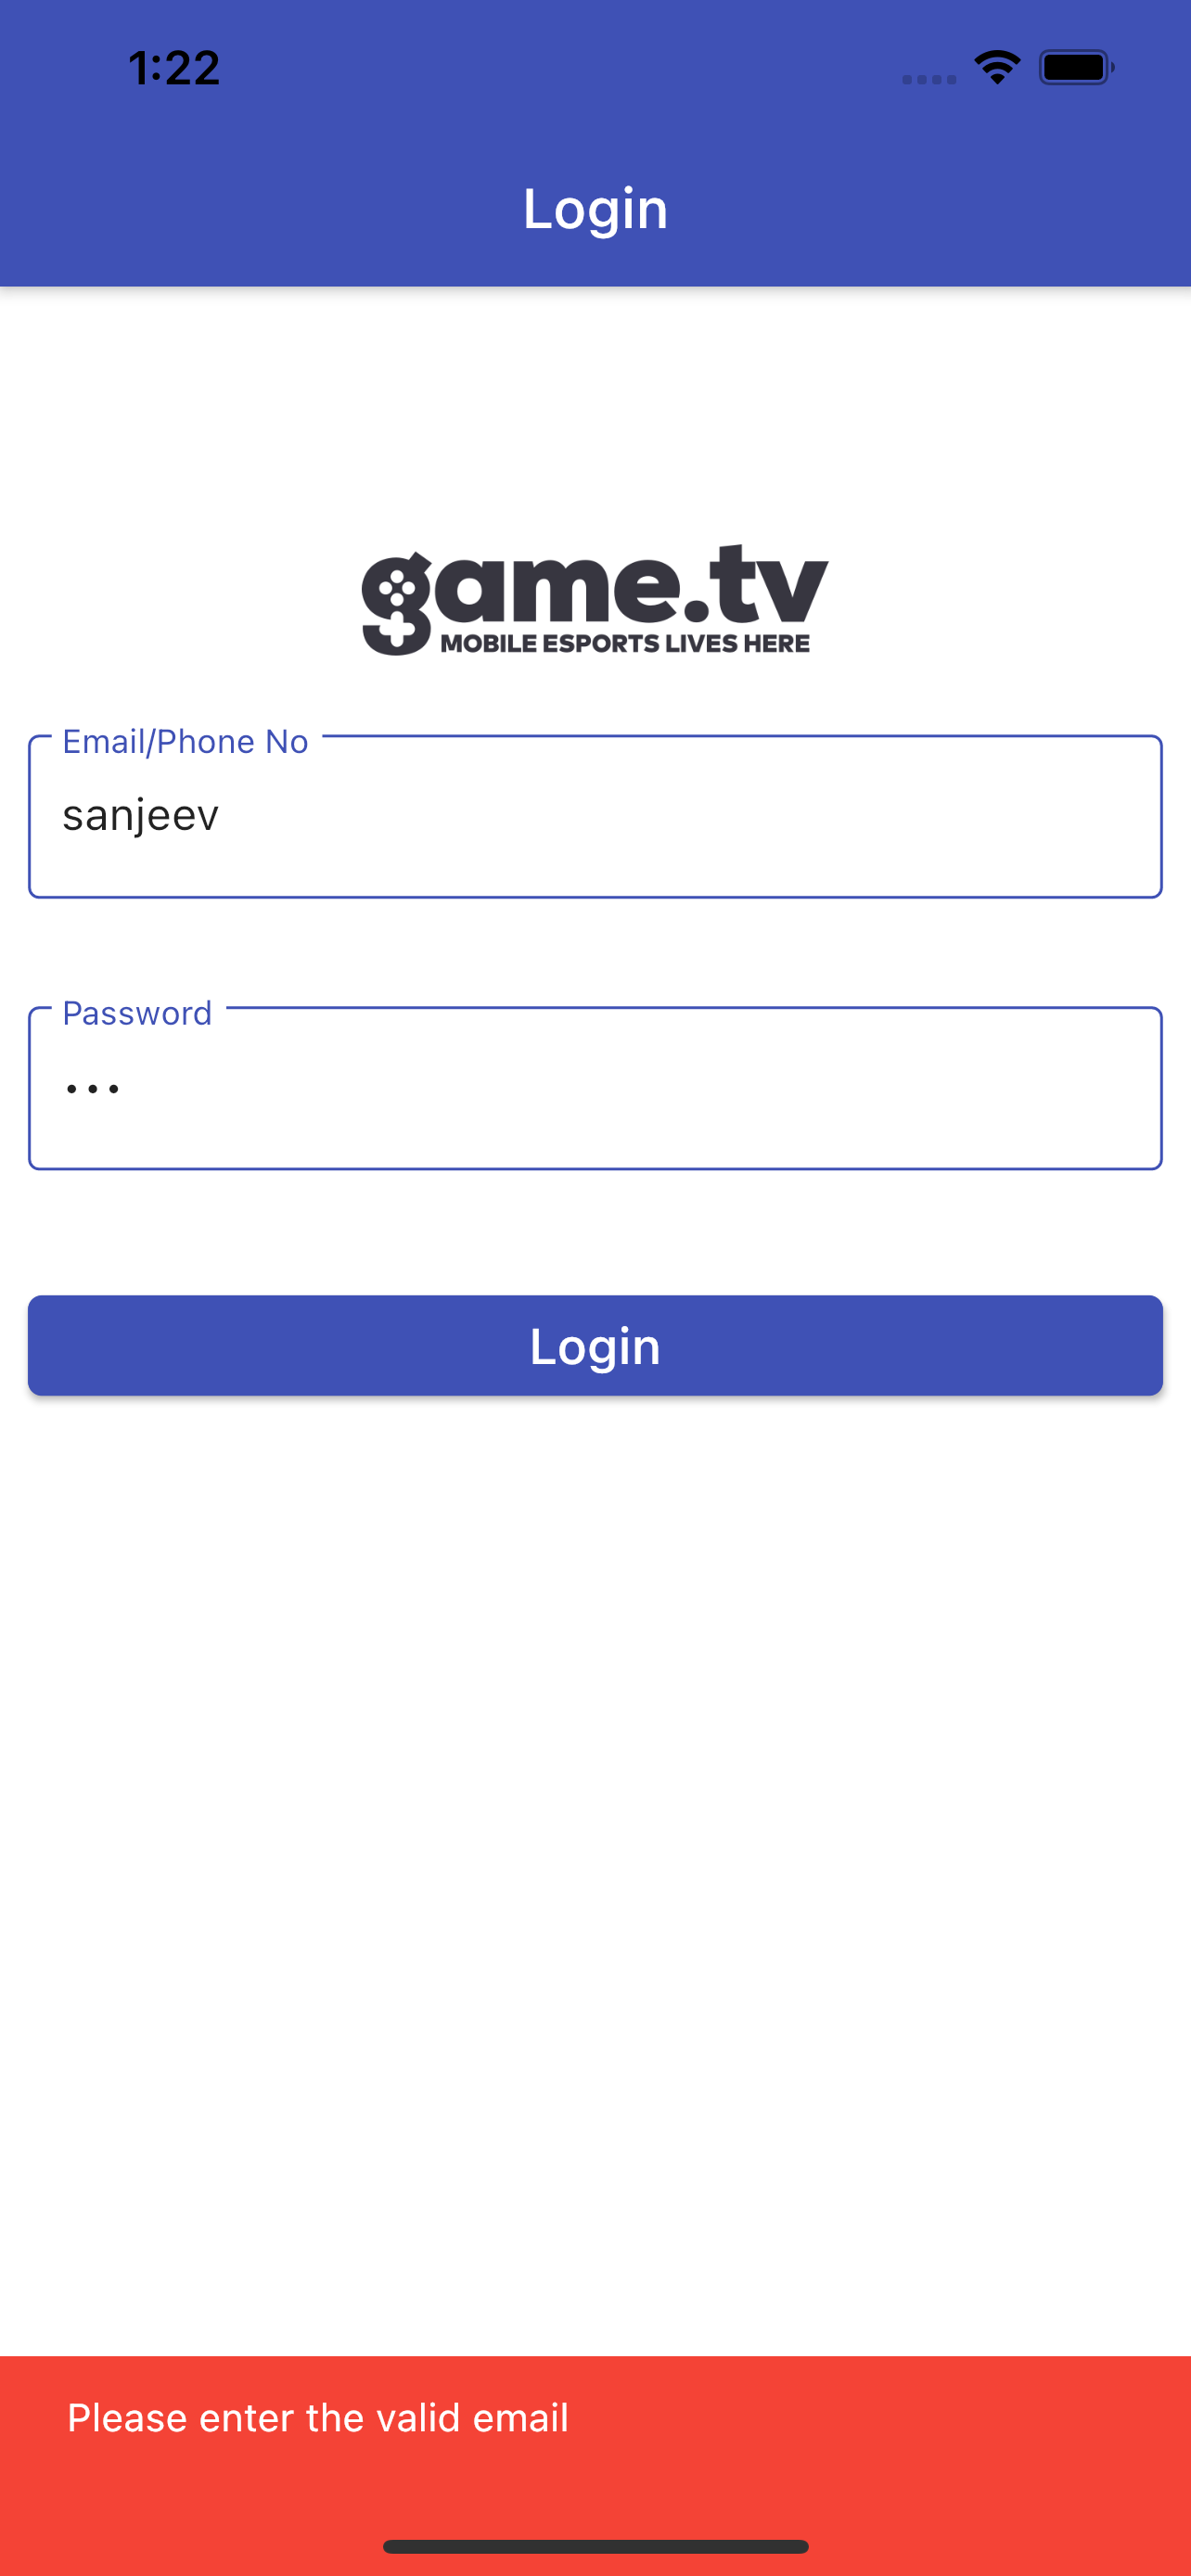 1:22
Login
game.tv
MOBILE ESPORTS LIVES HERE
Email/Phone No
sanjeev
Password
•••
Login
Please enter the valid email